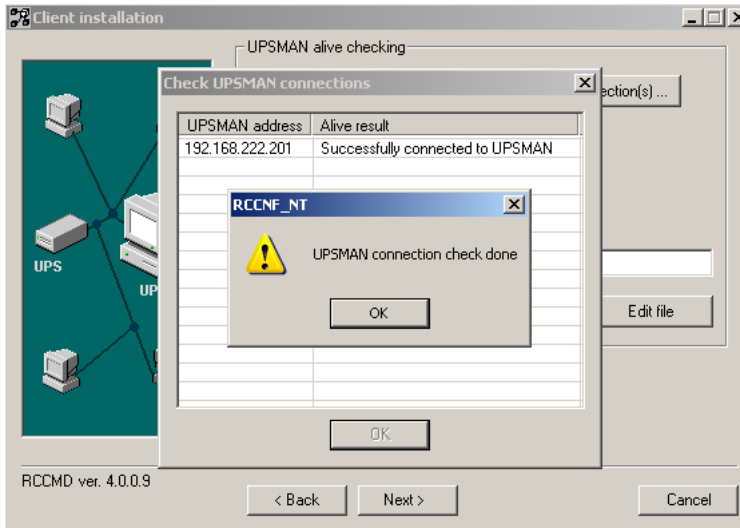 Client installation
UPSMAN alive checking
Check UPSMAN connections
ection(s) ...
UPSMAN address
Alive result
192.168.222.201
Successfully connected to UPSMAN
RCCNF_NT
UPSMAN connection check done
OK
UPS
UP
Edit file
OK
RCCMD ver. 4.0.0.9
< Back
Next >
Cancel